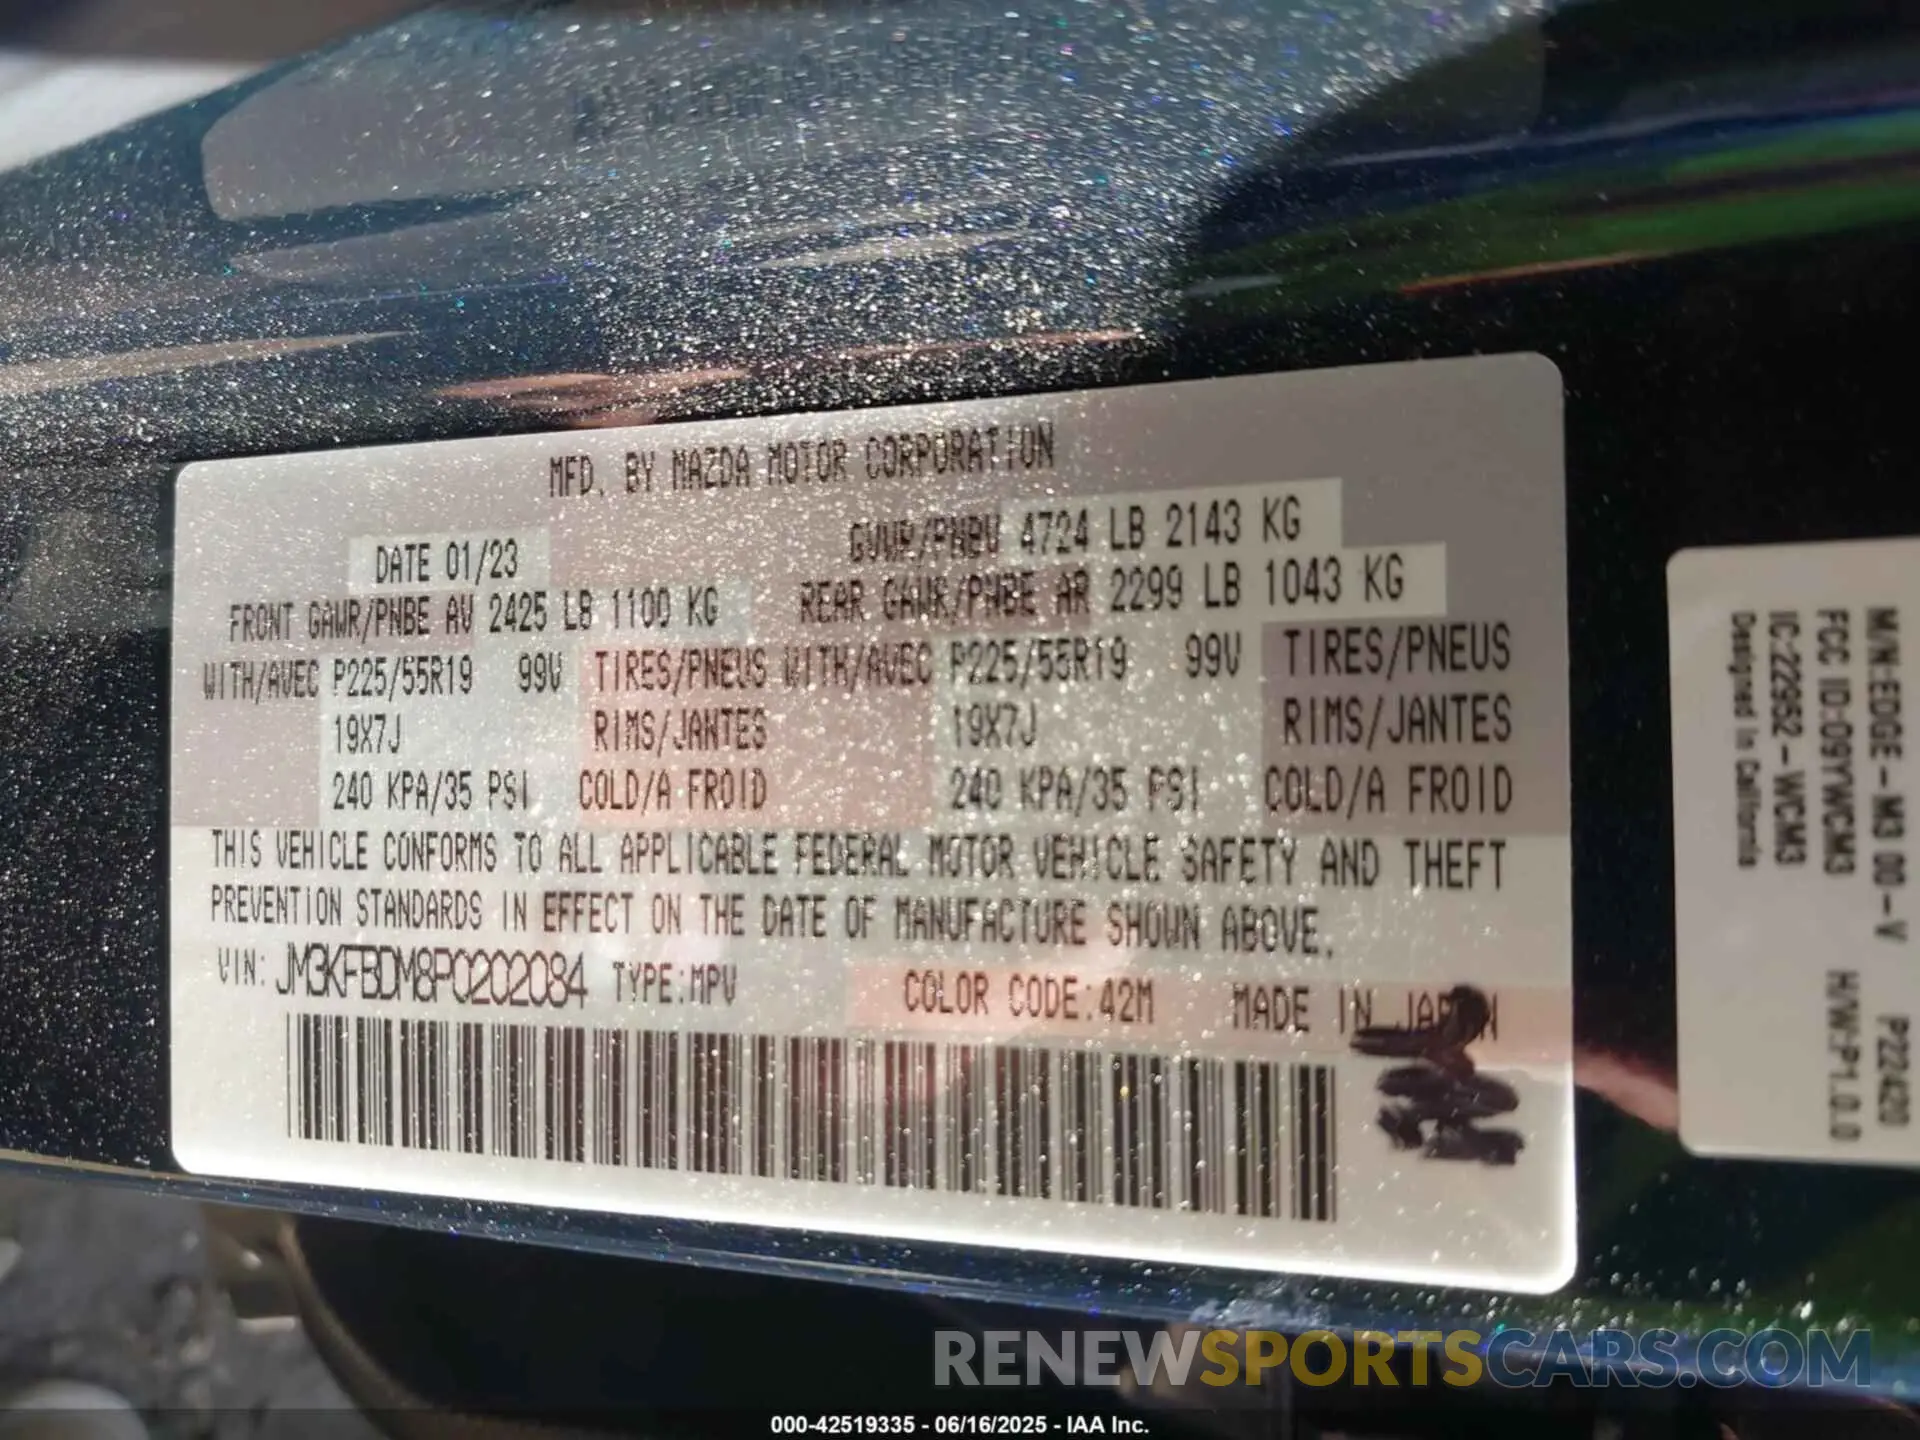 MFD. BY MAZDA MOTOR CORPORATION
DATE 01/23 GVWR/PNBV 4724 LB 2143 KG
FRONT GAWR/PNBE AV 2425 LB 1100 KG REAR GAWR/PNBE AR 2299 LB 1043 KG
WITH/AVEC P225/55R19 99V TIRES/PNEUS WITH/AVEC P225/55R19 99V TIRES/PNEUS
19X7J RIMS/JANTES 19X7J RIMS/JANTES
240 KPA/35 PSI COLD/A FROID 240 KPA/35 PSI COLD/A FROID
THIS VEHICLE CONFORMS TO ALL APPLICABLE FEDERAL MOTOR VEHICLE SAFETY AND THEFT
PREVENTION STANDARDS IN EFFECT ON THE DATE OF MANUFACTURE SHOWN ABOVE.
VIN: JM3KFBDM8P0202084 TYPE:MPV COLOR CODE:42M MADE IN JAPAN
M/N:EDGE-M3 00-V P22420
FCC ID:O9YWCM3 H/W:P1.0.0
IC:22952-WCM3
Designed in California
RENEWSPORTSCARS.COM
000-42519335 - 06/16/2025 - IAA Inc.